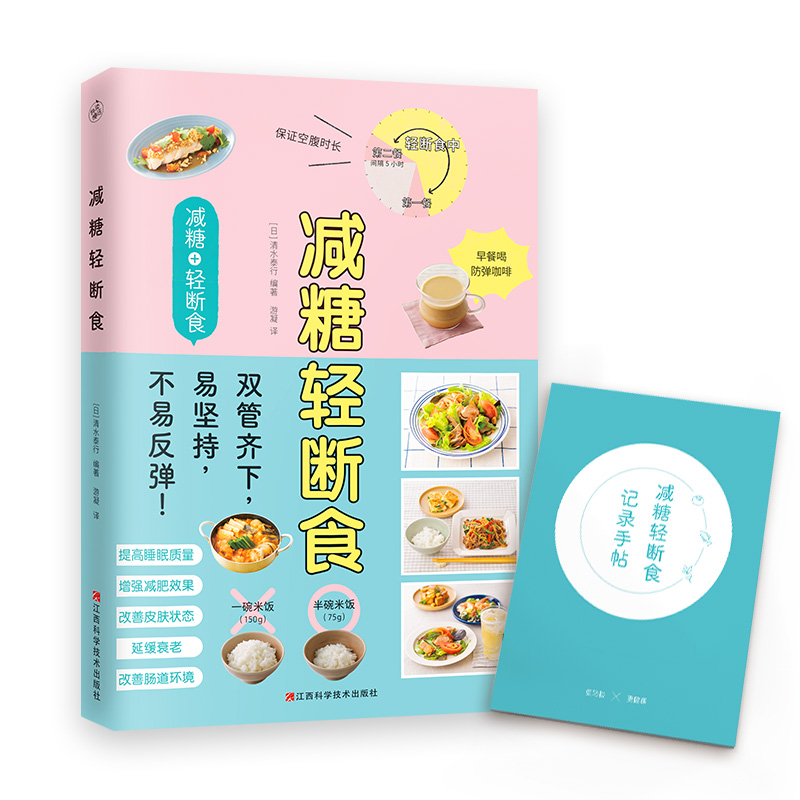 减糖轻断食
[日]清水泰行 编著 游凝 译
江西科学技术出版社
保证空腹时长
轻断食中
第二餐
间隔 5 小时
第一餐
减糖+轻断食
[日]清水泰行 编著 游凝 译
减糖轻断食
早餐喝
防弹咖啡
双管齐下，
易坚持，
不易反弹！
提高睡眠质量
增强减肥效果
改善皮肤状态
延缓衰老
改善肠道环境
一碗米饭
（150g）
半碗米饭
（75g）
江西科学技术出版社
减糖轻断食
记录手帖